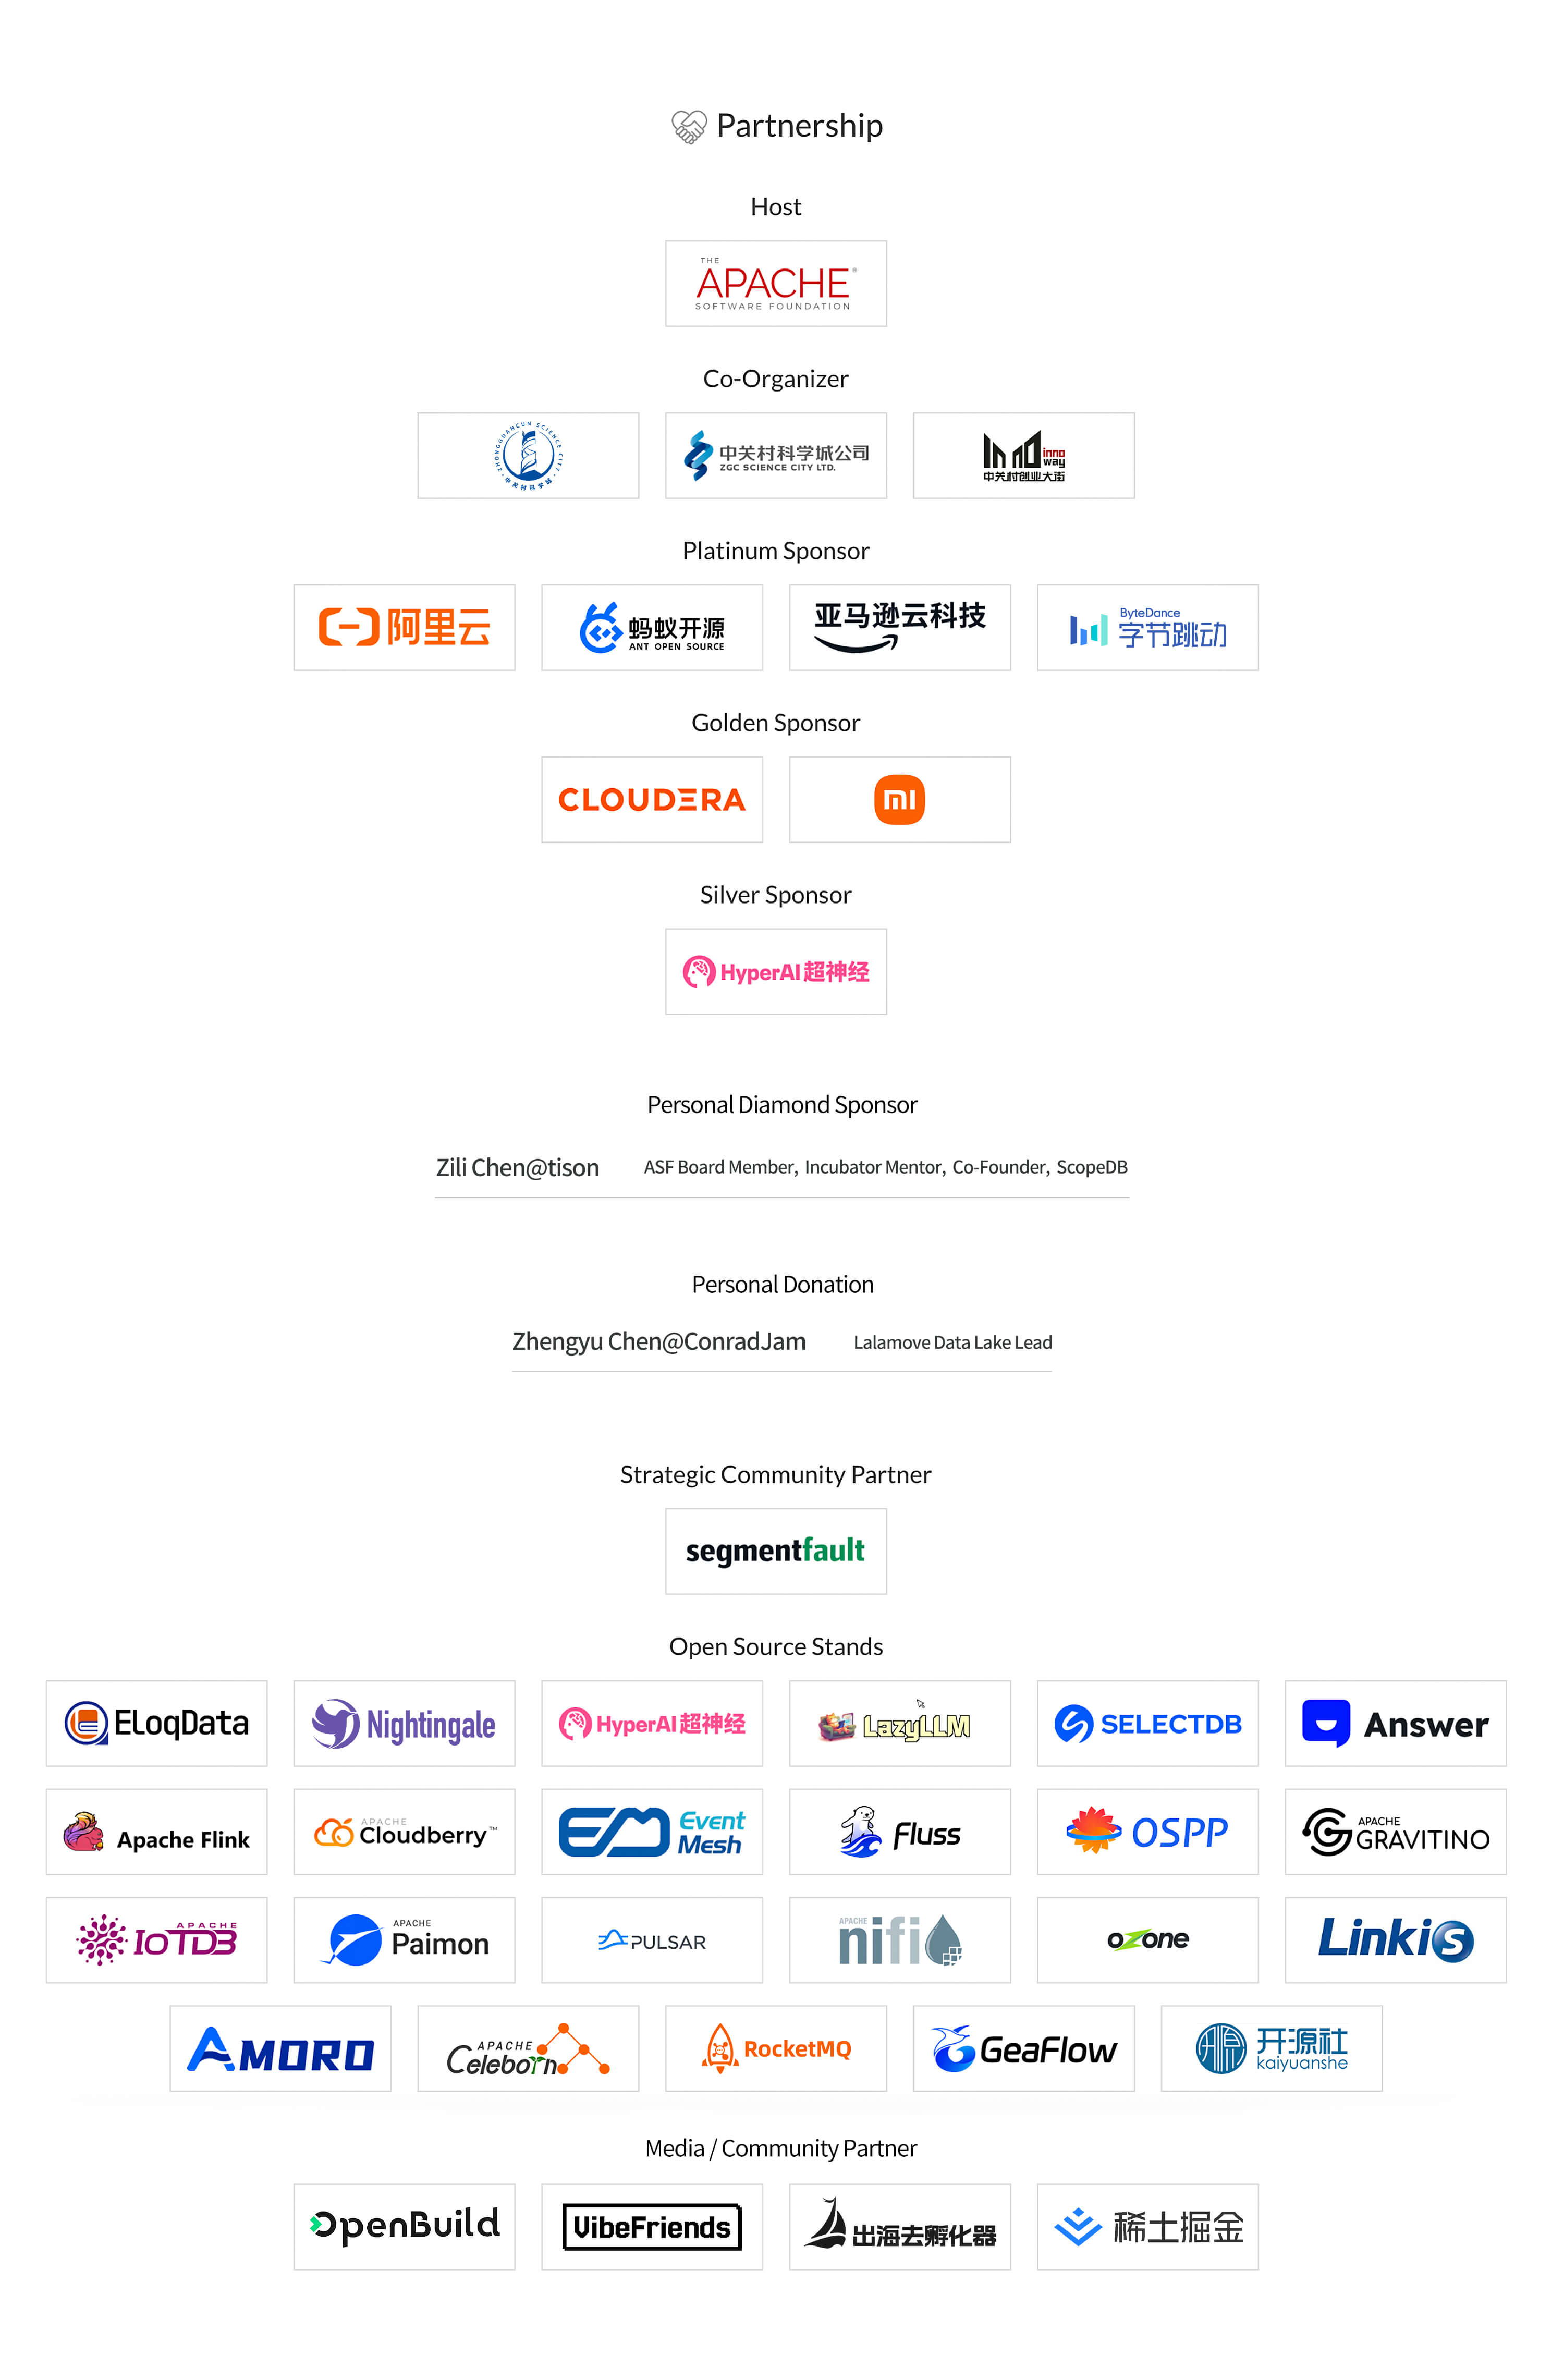 Partnership
Host
THE
APACHE®
SOFTWARE FOUNDATION
Co-Organizer
ZHONGGUANCUN SCIENCE CITY
中关村科学城
中关村科学城公司
ZGC SCIENCE CITY LTD.
inno
way
中关村创业大街
Platinum Sponsor
阿里云
蚂蚁开源
ANT OPEN SOURCE
亚马逊云科技
ByteDance
字节跳动
Golden Sponsor
CLOUDERA
mi
Silver Sponsor
HyperAI超神经
Personal Diamond Sponsor
Zili Chen@tison ASF Board Member, Incubator Mentor, Co-Founder, ScopeDB
Personal Donation
Zhengyu Chen@ConradJam Lalamove Data Lake Lead
Strategic Community Partner
segmentfault
Open Source Stands
ELoqData
Nightingale
HyperAI超神经
LazyLLM
SELECTDB
Answer
Apache Flink
APACHE
Cloudberry™
Event
Mesh
Fluss
OSPP
APACHE
GRAVITINO
APACHE
IoTDB
APACHE
Paimon
PULSAR
APACHE
nifi
ozone
Linkis
AMORO
APACHE
Celeborn
RocketMQ
GeaFlow
开源社
kaiyuanshe
Media / Community Partner
OpenBuild
VibeFriends
出海去孵化器
稀土掘金